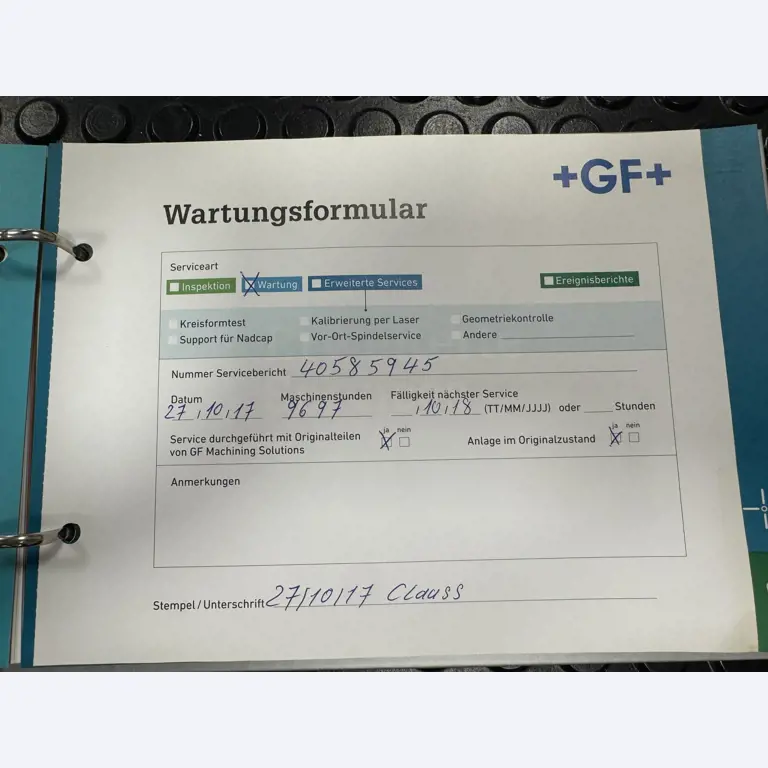 +GF+
Wartungsformular
Serviceart
Inspektion Wartung Erweiterte Services Ereignisberichte
Kreisformtest Kalibrierung per Laser Geometriekontrolle
Support für Nadcap Vor-Ort-Spindelservice Andere
Nummer Servicebericht 40585945
Datum Maschinenstunden Fälligkeit nächster Service
27,10,17 9697 ,10,18 (TT/MM/JJJJ) oder Stunden
Service durchgeführt mit Originalteilen ja nein Anlage im Originalzustand ja nein
von GF Machining Solutions
Anmerkungen
Stempel/Unterschrift 27/10/17 Clauss